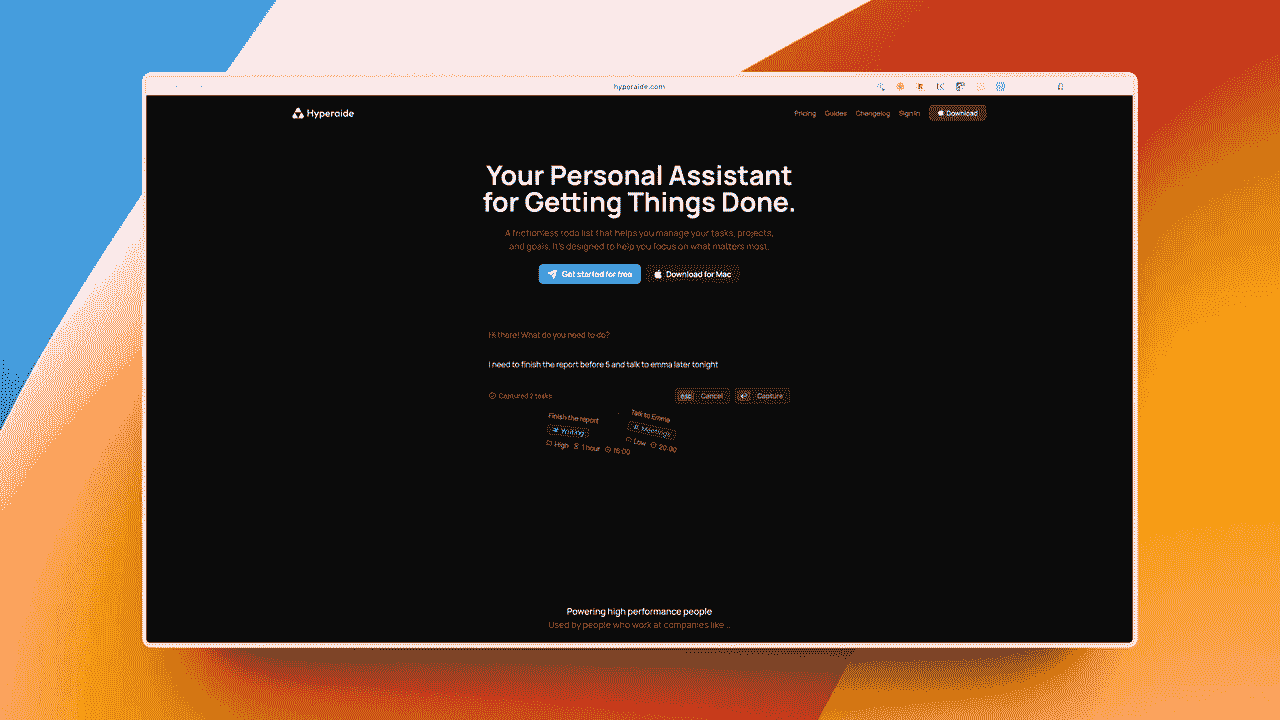 hyperaide.com
Hyperaide
Pricing Guides Changelog Sign in Download
Your Personal Assistant
for Getting Things Done.
A frictionless todo list that helps you manage your tasks, projects,
and goals. It's designed to help you focus on what matters most.
Get started for free Download for Mac
Hi there! What do you need to do?
I need to finish the report before 5 and talk to emma later tonight
Captured 2 tasks esc Cancel Capture
Finish the report Talk to Emma
# Writing # Meetings
High 1 hour 16:00 Low 20:00
Powering high performance people
Used by people who work at companies like ..